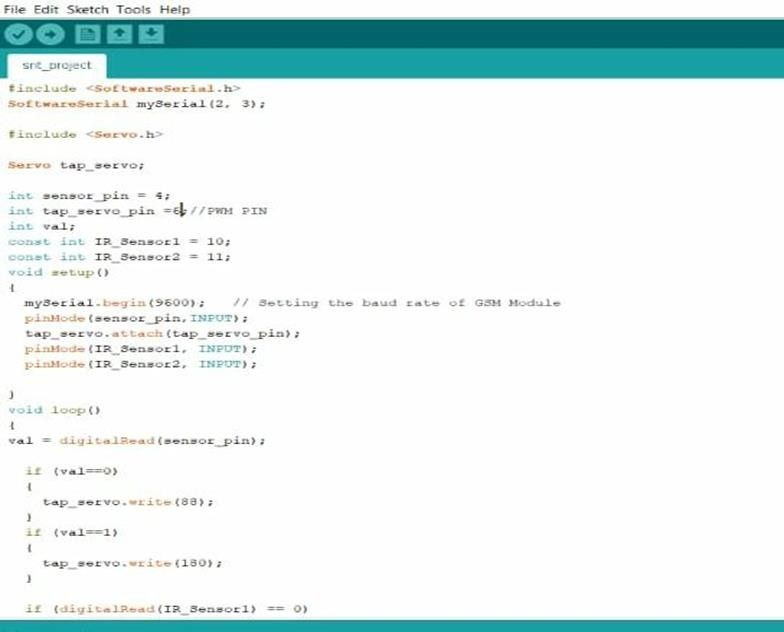 File Edit Sketch Tools Help
srit_project
#include <SoftwareSerial.h>
SoftwareSerial mySerial(2, 3);
#include <Servo.h>
Servo tap_servo;
int sensor_pin = 4;
int tap_servo_pin =6;//PWM PIN
int val;
const int IR_Sensor1 = 10;
const int IR_Sensor2 = 11;
void setup()
{
mySerial.begin(9600);   // Setting the baud rate of GSM Module
pinMode(sensor_pin,INPUT);
tap_servo.attach(tap_servo_pin);
pinMode(IR_Sensor1, INPUT);
pinMode(IR_Sensor2, INPUT);
}
void loop()
{
val = digitalRead(sensor_pin);
if (val==0)
{
tap_servo.write(88);
}
if (val==1)
{
tap_servo.write(180);
}
if (digitalRead(IR_Sensor1) == 0)